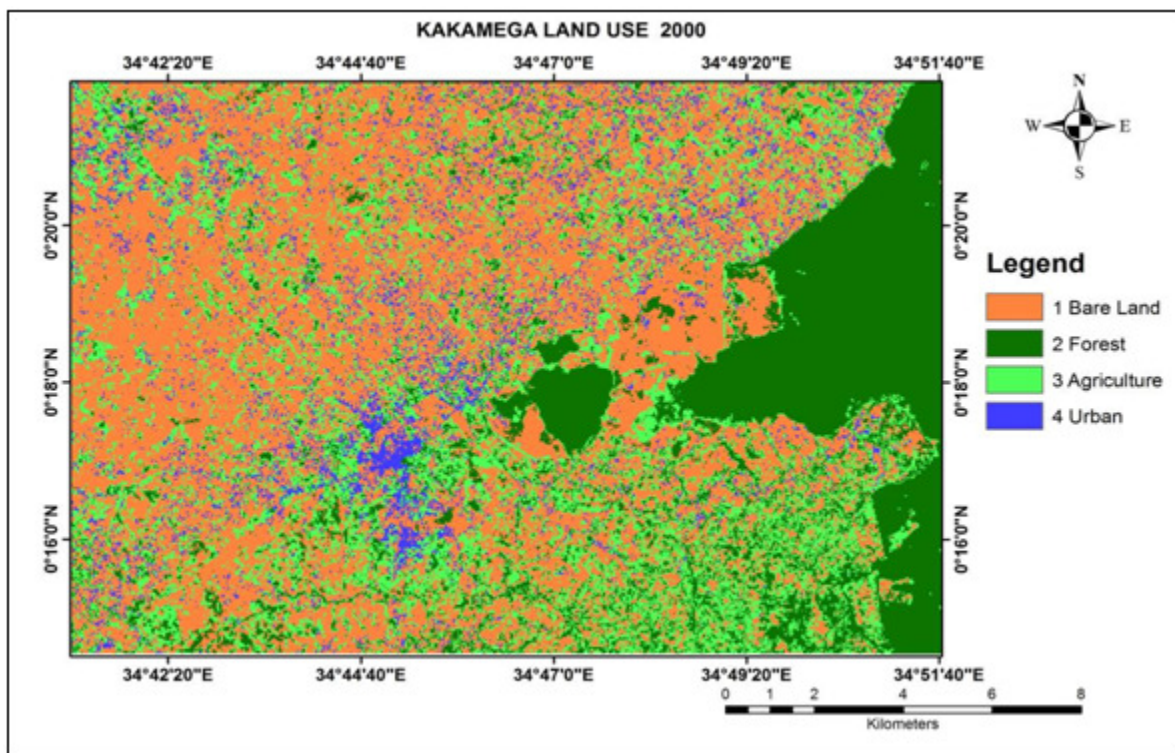 KAKAMEGA LAND USE 2000
34°42'20"E 34°44'40"E 34°47'0"E 34°49'20"E 34°51'40"E
N
W E
S
0°20'0"N 0°20'0"N
Legend
1 Bare Land
2 Forest
3 Agriculture
4 Urban
0°18'0"N 0°18'0"N
0°16'0"N 0°16'0"N
34°42'20"E 34°44'40"E 34°47'0"E 34°49'20"E 34°51'40"E
0 1 2 4 6 8
Kilometers